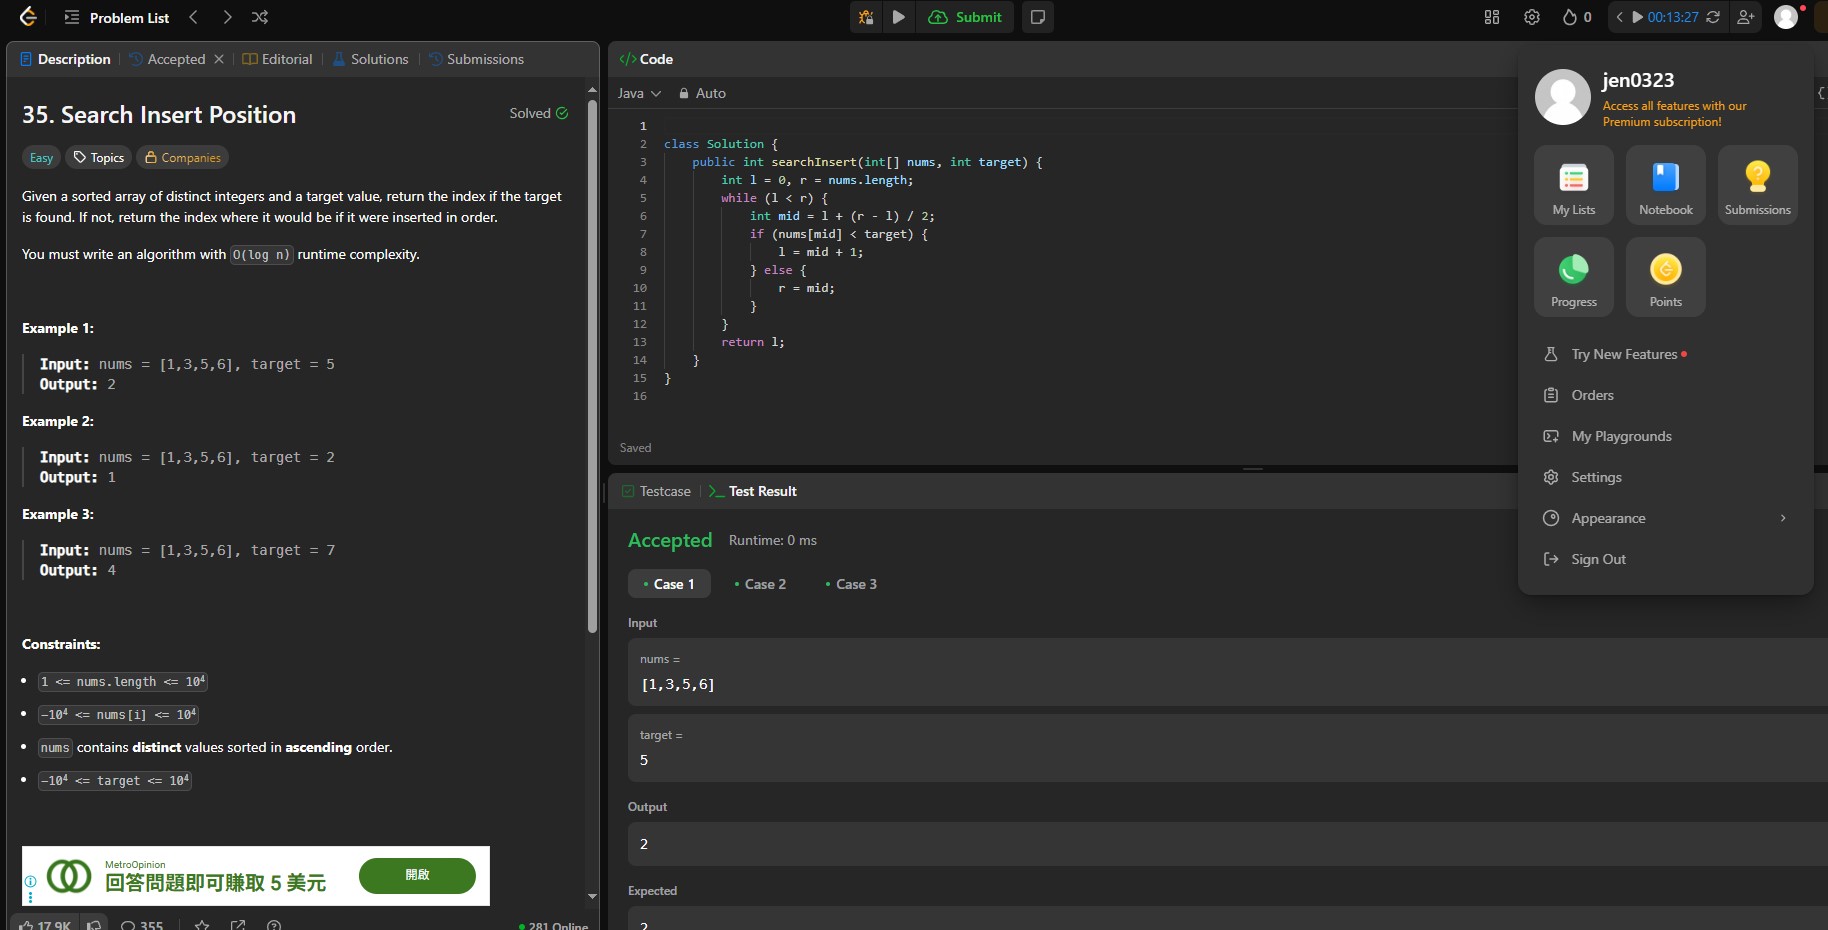 Problem List
Submit
0
00:13:27
Description
Accepted
Editorial
Solutions
Submissions
35. Search Insert Position
Solved
Easy
Topics
Companies
Given a sorted array of distinct integers and a target value, return the index if the target
is found. If not, return the index where it would be if it were inserted in order.
You must write an algorithm with O(log n) runtime complexity.
Example 1:
Input: nums = [1,3,5,6], target = 5
Output: 2
Example 2:
Input: nums = [1,3,5,6], target = 2
Output: 1
Example 3:
Input: nums = [1,3,5,6], target = 7
Output: 4
Constraints:
1 <= nums.length <= 10⁴
-10⁴ <= nums[i] <= 10⁴
nums contains distinct values sorted in ascending order.
-10⁴ <= target <= 10⁴
MetroOpinion
回答問題即可賺取 5 美元
開啟
17.9K
355
281 Online
Code
Java
Auto
1
2 class Solution {
3 public int searchInsert(int[] nums, int target) {
4 int l = 0, r = nums.length;
5 while (l < r) {
6 int mid = l + (r - l) / 2;
7 if (nums[mid] < target) {
8 l = mid + 1;
9 } else {
10 r = mid;
11 }
12 }
13 return l;
14 }
15 }
16
Saved
Testcase
Test Result
Accepted
Runtime: 0 ms
Case 1
Case 2
Case 3
Input
nums =
[1,3,5,6]
target =
5
Output
2
Expected
2
jen0323
Access all features with our
Premium subscription!
My Lists
Notebook
Submissions
Progress
Points
Try New Features
Orders
My Playgrounds
Settings
Appearance
Sign Out